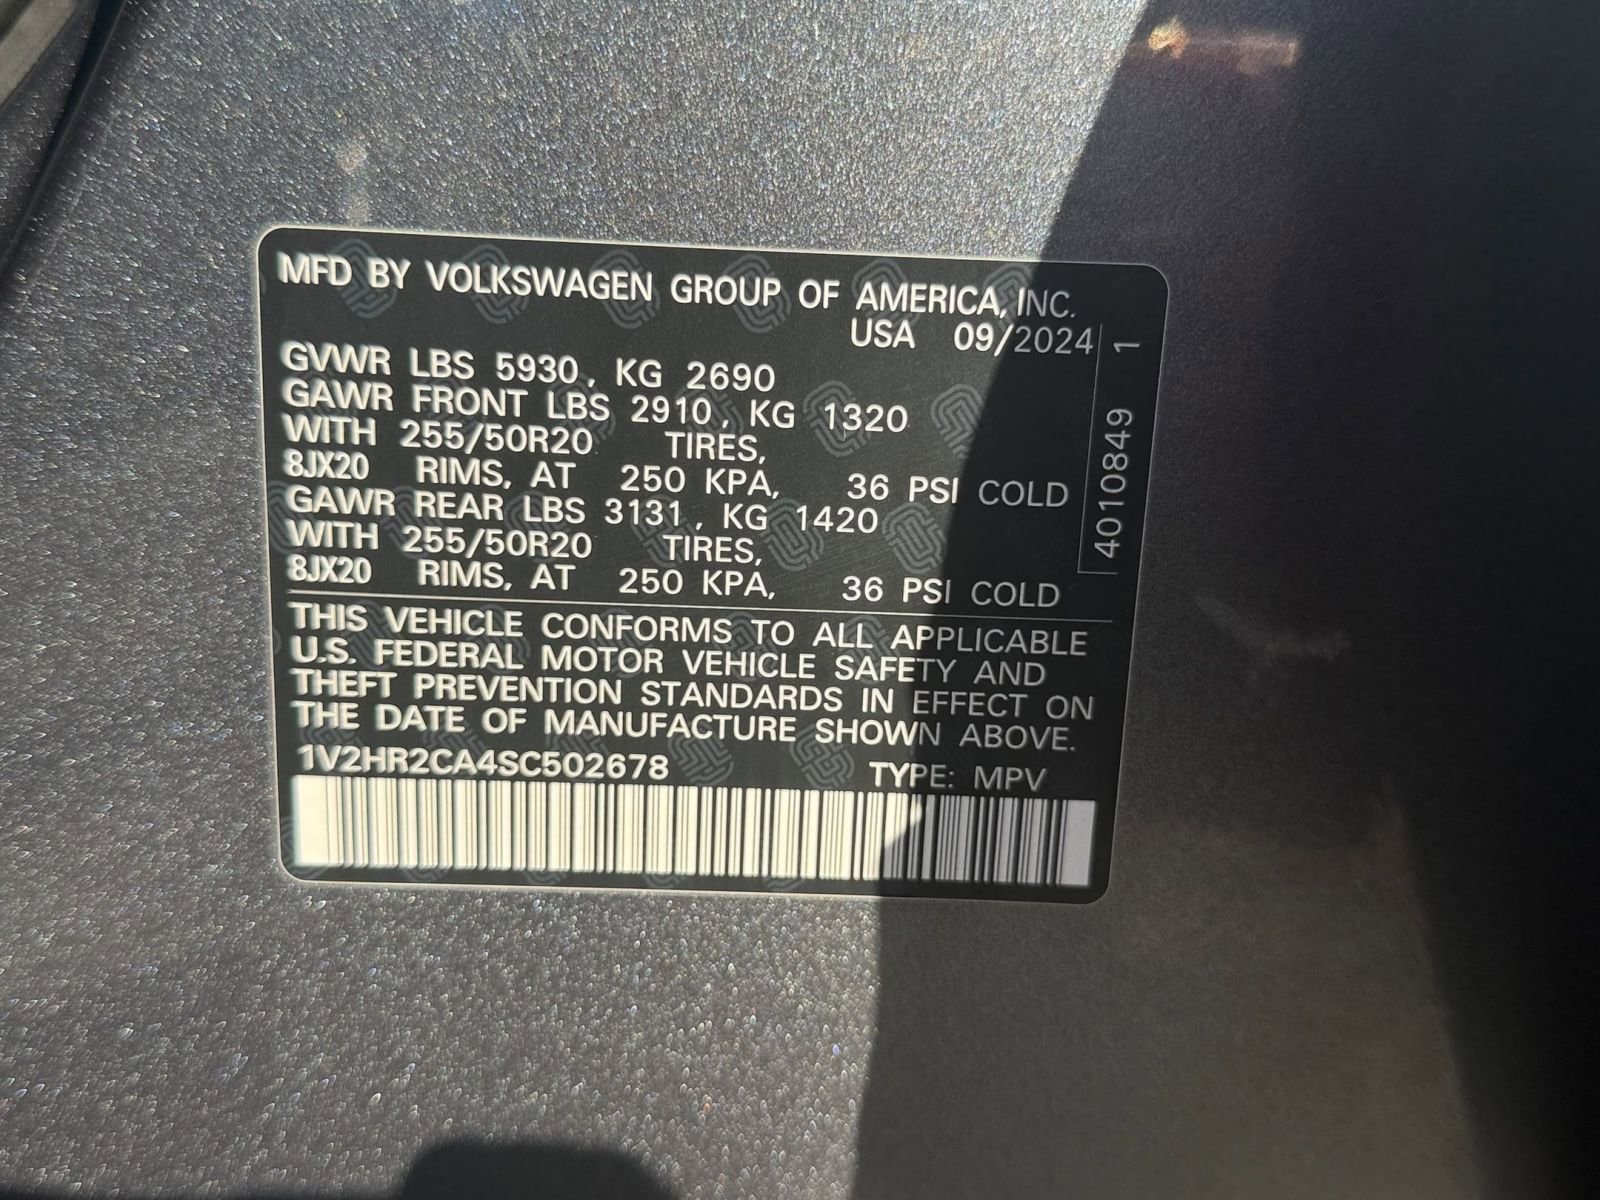 MFD BY VOLKSWAGEN GROUP OF AMERICA, INC.
USA 09/2024
GVWR LBS 5930, KG 2690
GAWR FRONT LBS 2910, KG 1320
WITH 255/50R20 TIRES,
8JX20 RIMS, AT 250 KPA, 36 PSI COLD
GAWR REAR LBS 3131, KG 1420
WITH 255/50R20 TIRES,
8JX20 RIMS, AT 250 KPA, 36 PSI COLD
THIS VEHICLE CONFORMS TO ALL APPLICABLE
U.S. FEDERAL MOTOR VEHICLE SAFETY AND
THEFT PREVENTION STANDARDS IN EFFECT ON
THE DATE OF MANUFACTURE SHOWN ABOVE.
1V2HR2CA4SC502678 TYPE: MPV
4010849 1